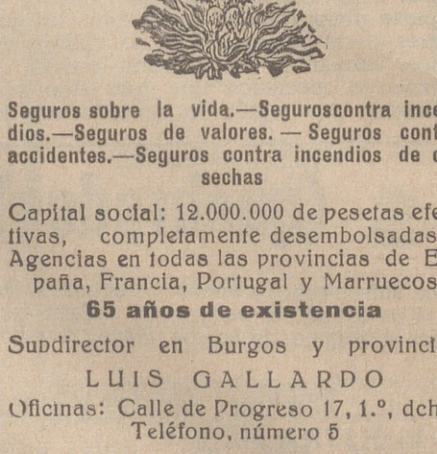 Seguros sobre la vida.—Seguroscontra ince
dios.—Seguros de valores. — Seguros cont
accidentes.—Seguros contra incendios de c
sechas
Capital social: 12.000.000 de pesetas efe
tivas, completamente desembolsadas
Agencias en todas las provincias de E
paña, Francia, Portugal y Marruecos
65 años de existencia
Subdirector en Burgos y provinci
LUIS GALLARDO
Oficinas: Calle de Progreso 17, 1.º, dch
Teléfono, número 5